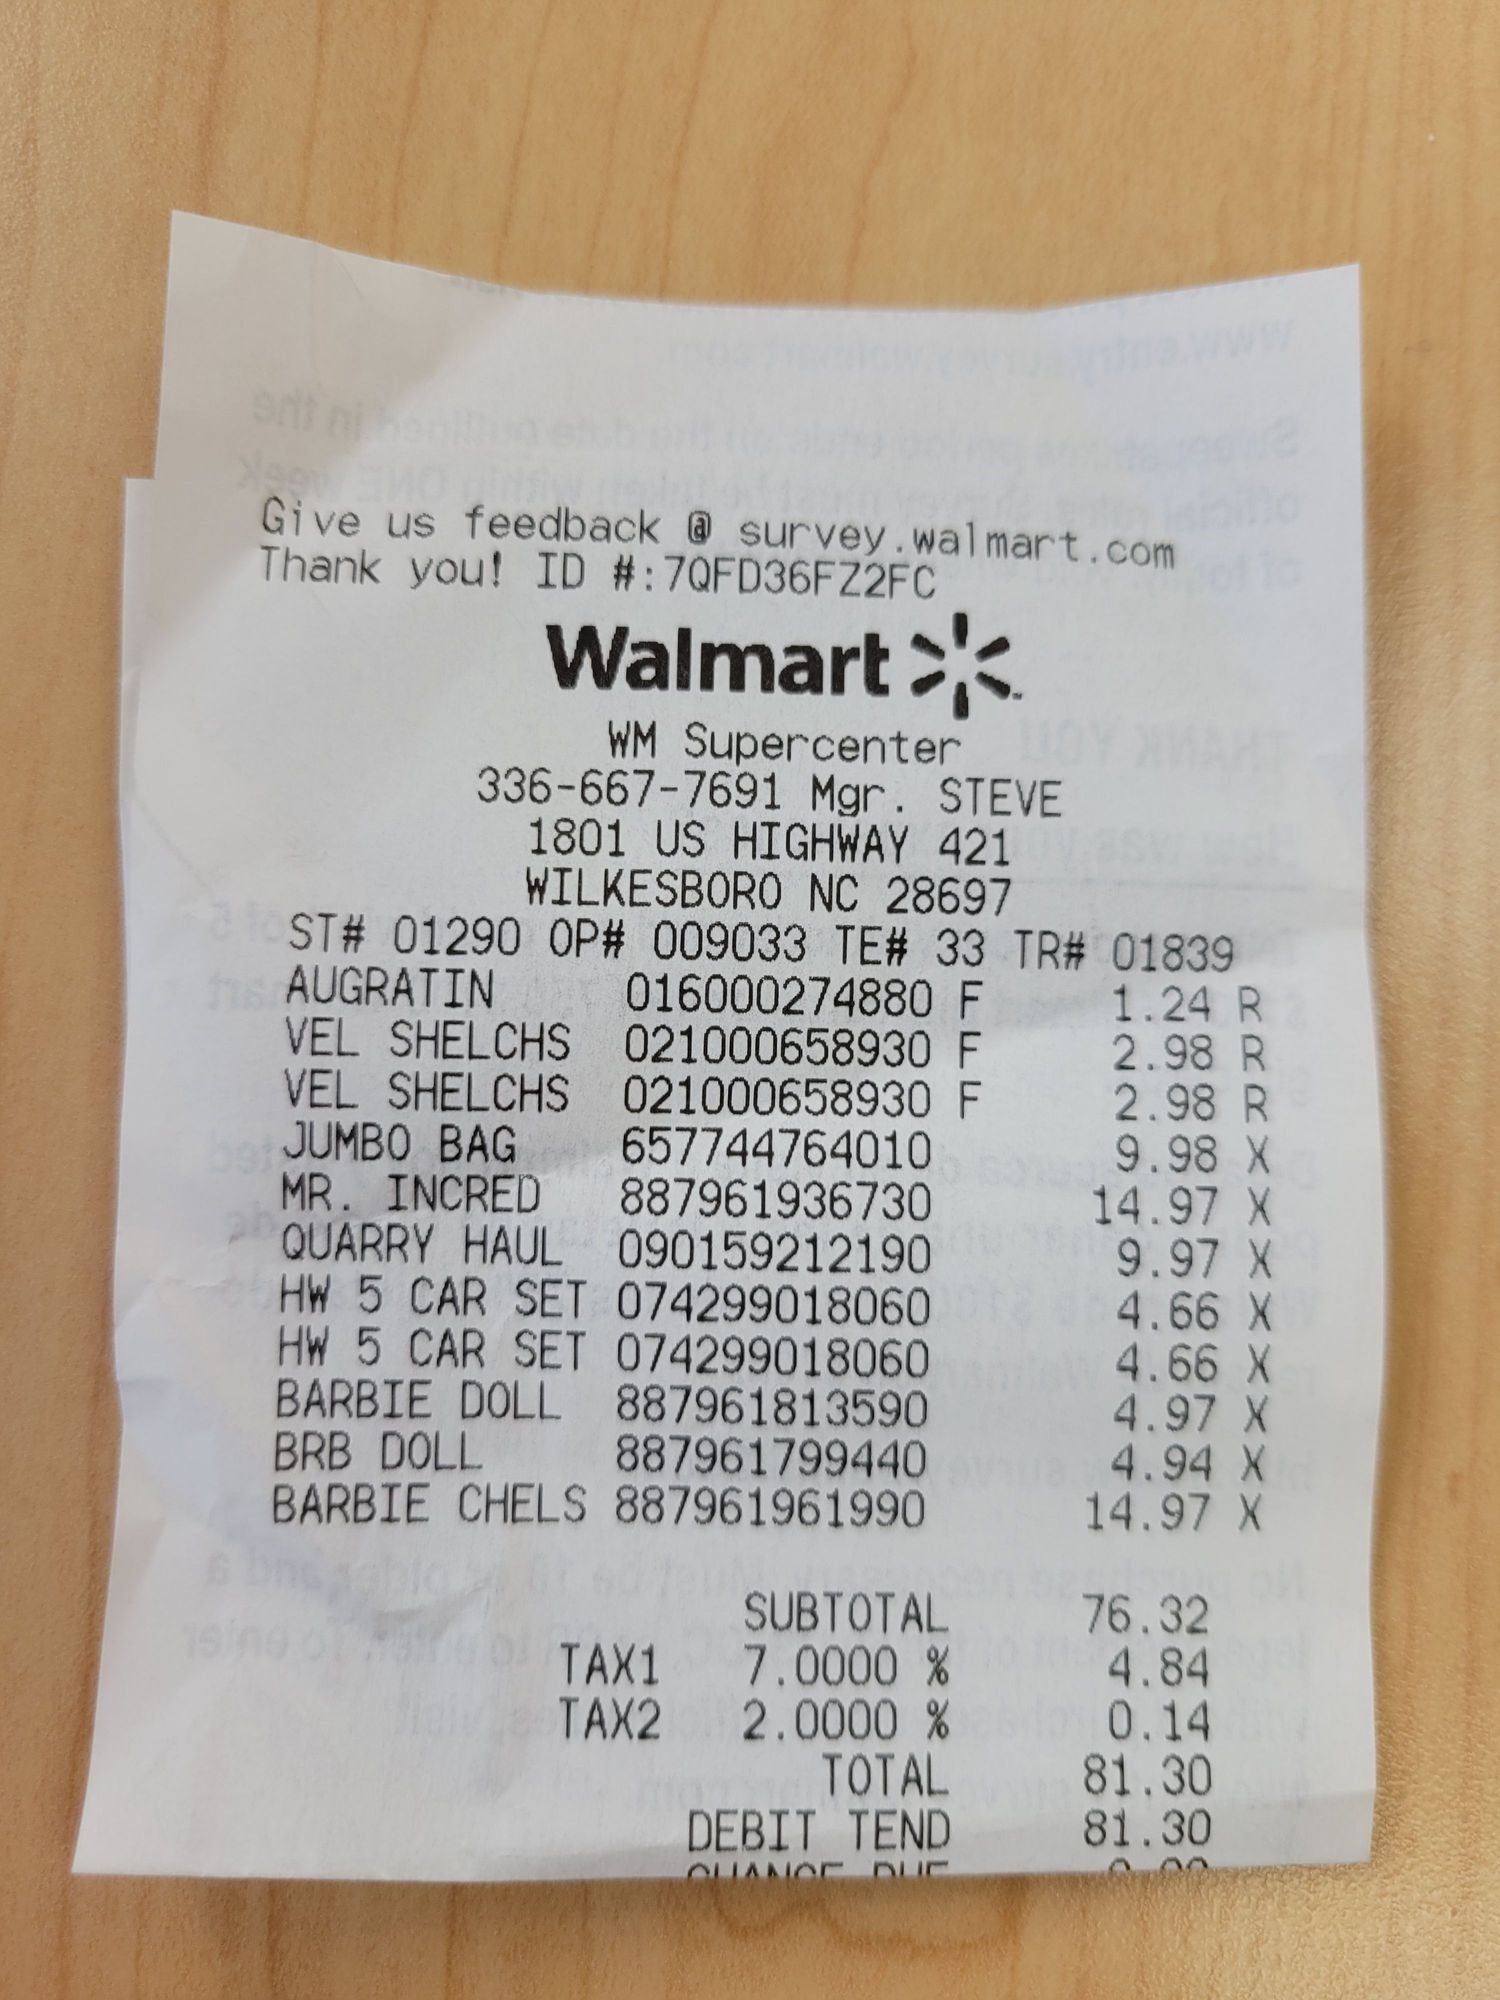 Give us feedback @ survey.walmart.com
Thank you! ID #:7QFD36FZ2FC
Walmart
WM Supercenter
336-667-7691 Mgr. STEVE
1801 US HIGHWAY 421
WILKESBORO NC 28697
ST# 01290 OP# 009033 TE# 33 TR# 01839
AUGRATIN 016000274880 F 1.24 R
VEL SHELCHS 021000658930 F 2.98 R
VEL SHELCHS 021000658930 F 2.98 R
JUMBO BAG 657744764010 9.98 X
MR. INCRED 887961936730 14.97 X
QUARRY HAUL 090159212190 9.97 X
HW 5 CAR SET 074299018060 4.66 X
HW 5 CAR SET 074299018060 4.66 X
BARBIE DOLL 887961813590 4.97 X
BRB DOLL 887961799440 4.94 X
BARBIE CHELS 887961961990 14.97 X
SUBTOTAL 76.32
TAX1 7.0000 % 4.84
TAX2 2.0000 % 0.14
TOTAL 81.30
DEBIT TEND 81.30
CHANGE DUE 0.00